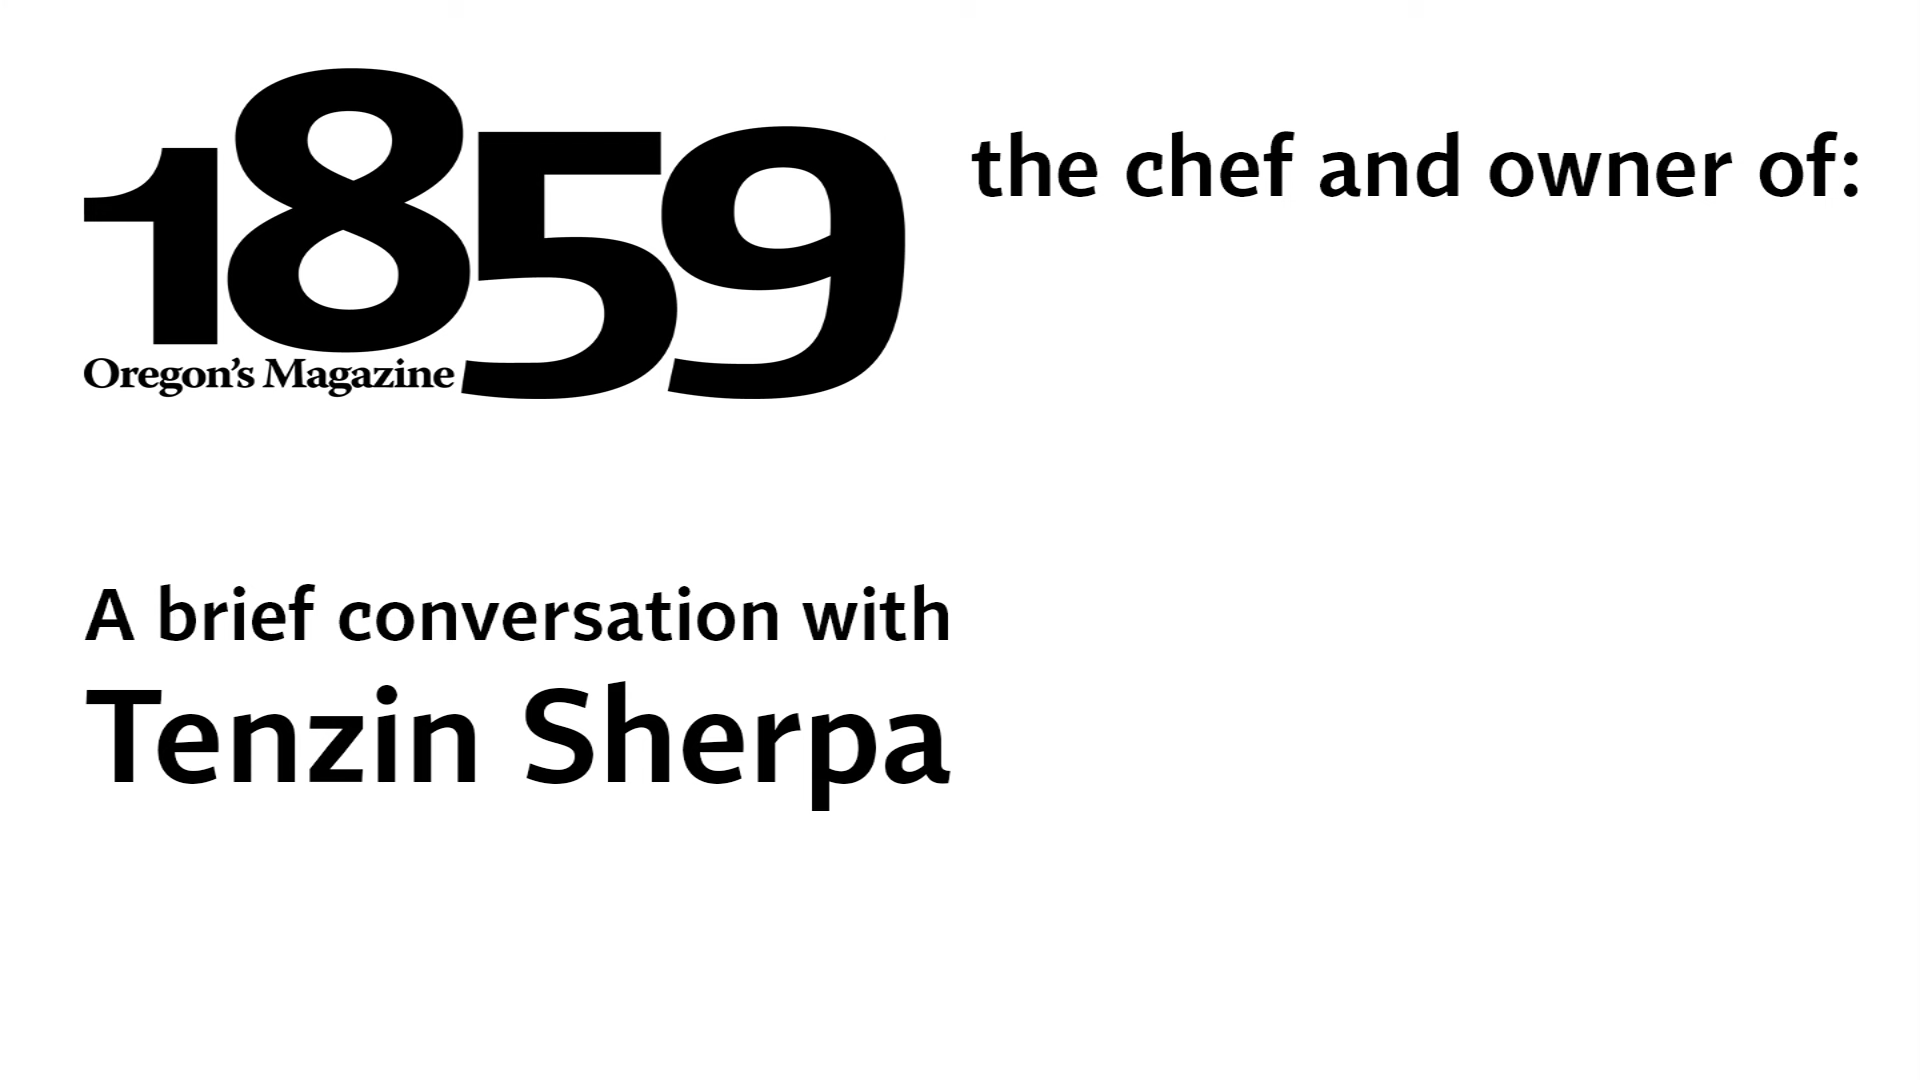 1859
Oregon's Magazine
A brief conversation with
Tenzin Sherpa
the chef and owner of: